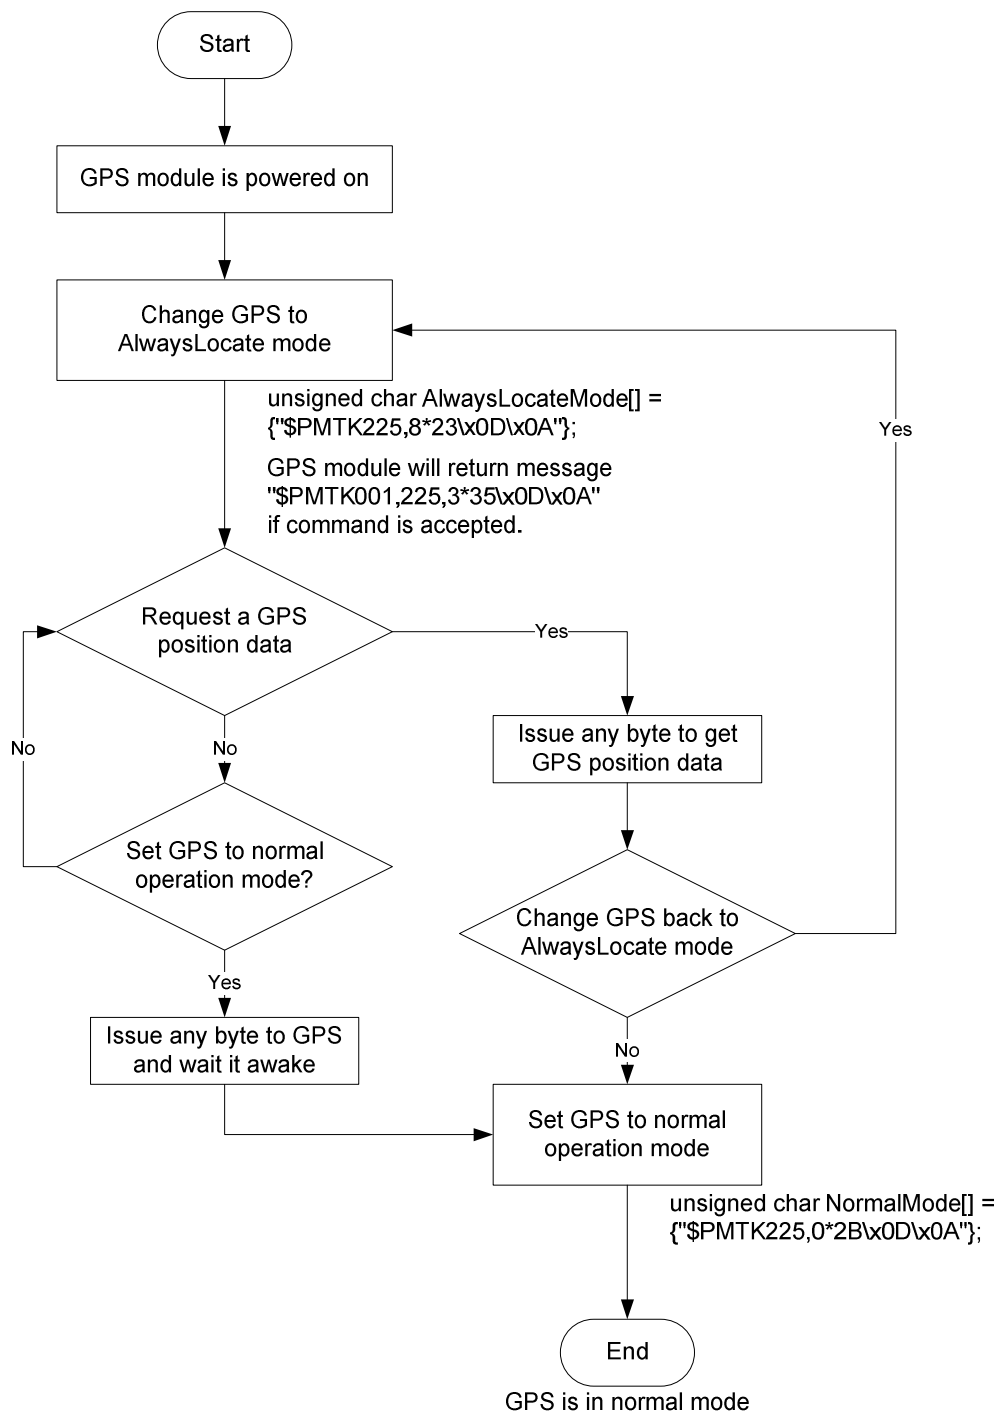 Start
GPS module is powered on
Change GPS to
AlwaysLocate mode
unsigned char AlwaysLocateMode[] =
{"$PMTK225,8*23\x0D\x0A"};
GPS module will return message
"$PMTK001,225,3*35\x0D\x0A"
if command is accepted.
Yes
Request a GPS
position data
Yes
No
No
Issue any byte to get
GPS position data
Set GPS to normal
operation mode?
Change GPS back to
AlwaysLocate mode
Yes
Issue any byte to GPS
and wait it awake
No
Set GPS to normal
operation mode
unsigned char NormalMode[] =
{"$PMTK225,0*2B\x0D\x0A"};
End
GPS is in normal mode